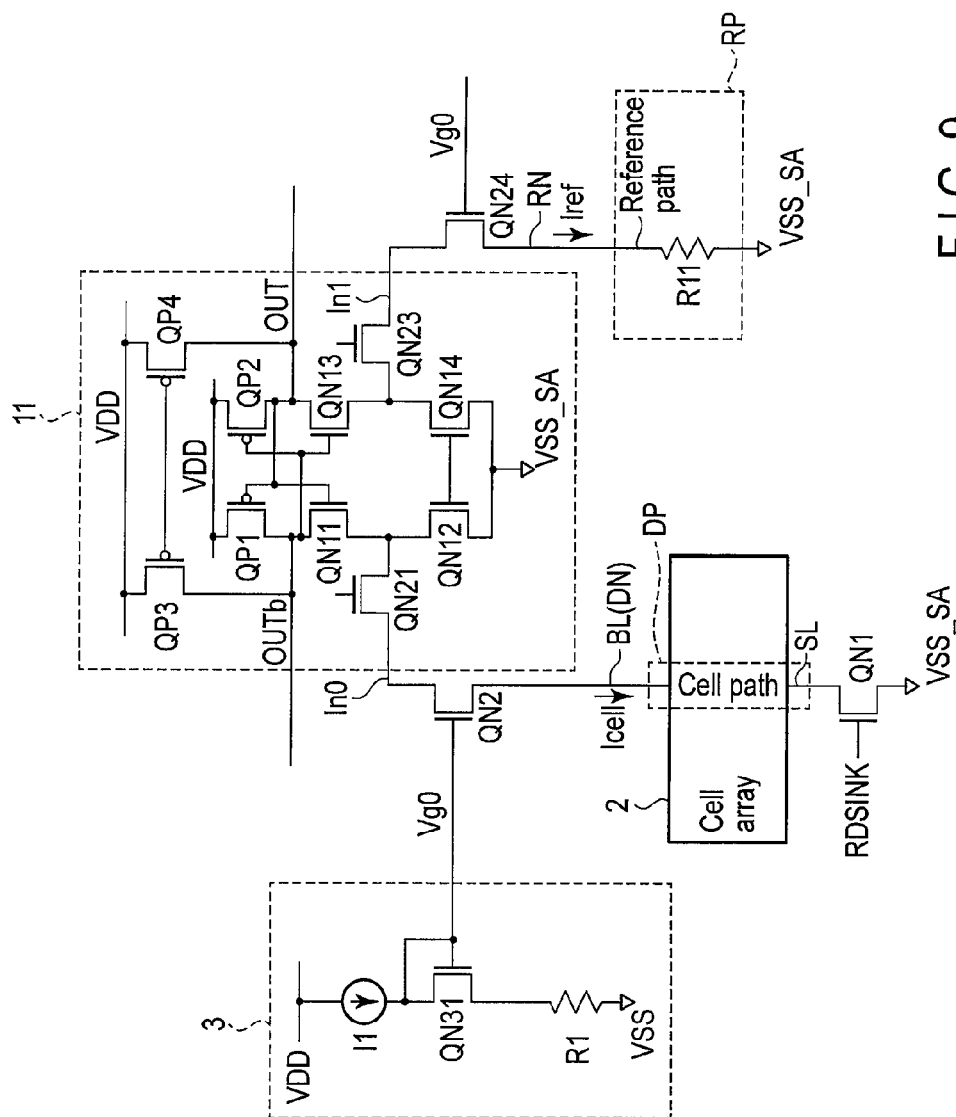 11
VDD
QP3
QP4
VDD
OUTb
QP1
QP2
OUT
QN11
QN13
QN21
QN23
In0
In1
QN12
QN14
VSS_SA
3
VDD
I1
QN31
R1
VSS
Vg0
QN2
Vg0
QN24
RN
Iref
Icell
BL(DN)
DP
2
Cell
array
Cell path
SL
RDSINK
QN1
VSS_SA
Reference
path
RP
R11
VSS_SA
FIG